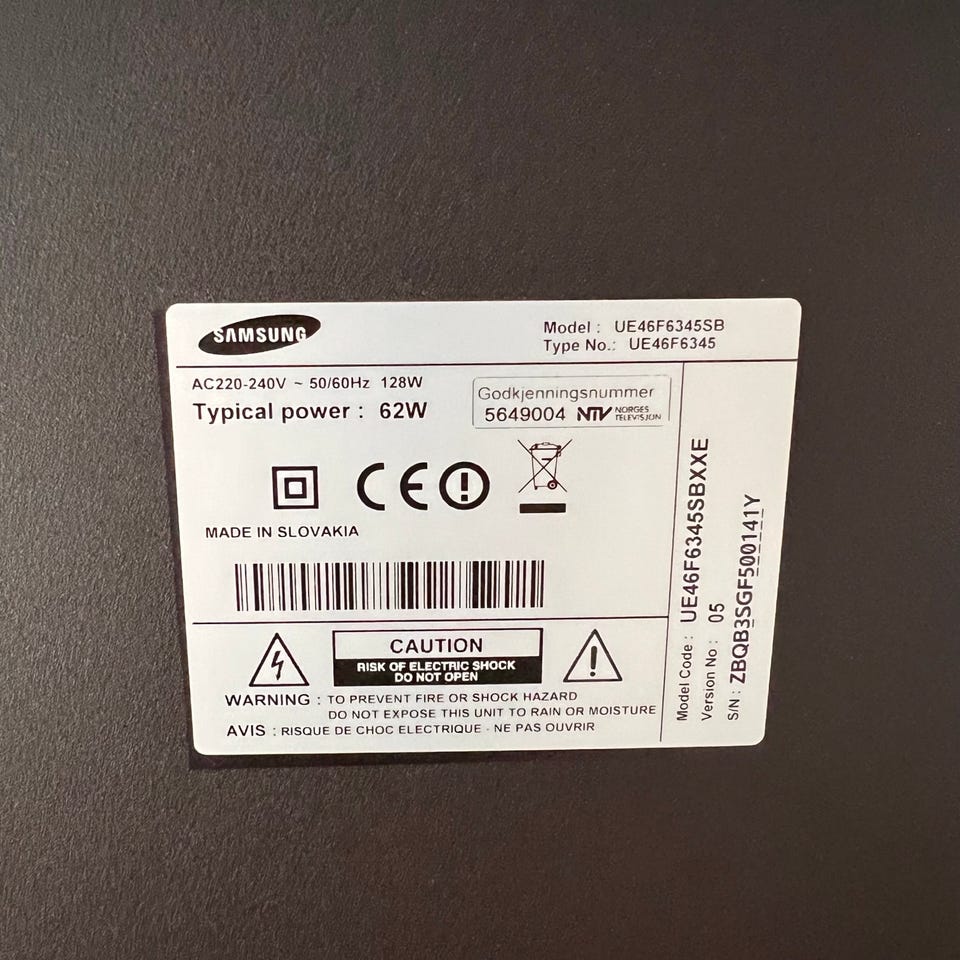 SAMSUNG
Model : UE46F6345SB
Type No.: UE46F6345
AC220-240V ~ 50/60Hz 128W
Typical power : 62W
Godkjenningsnummer
5649004 NTV NORGES
TELEVISJON
CE
MADE IN SLOVAKIA
CAUTION
RISK OF ELECTRIC SHOCK
DO NOT OPEN
WARNING : TO PREVENT FIRE OR SHOCK HAZARD
DO NOT EXPOSE THIS UNIT TO RAIN OR MOISTURE
AVIS : RISQUE DE CHOC ELECTRIQUE - NE PAS OUVRIR
Model Code : UE46F6345SBXXE
Version No : 05
S/N : ZBQB3SGF500141Y